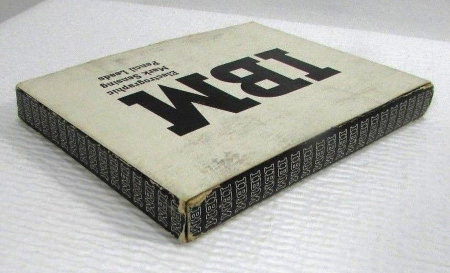 IBM
Electrographic
Mark Sensing
Pencil Leads